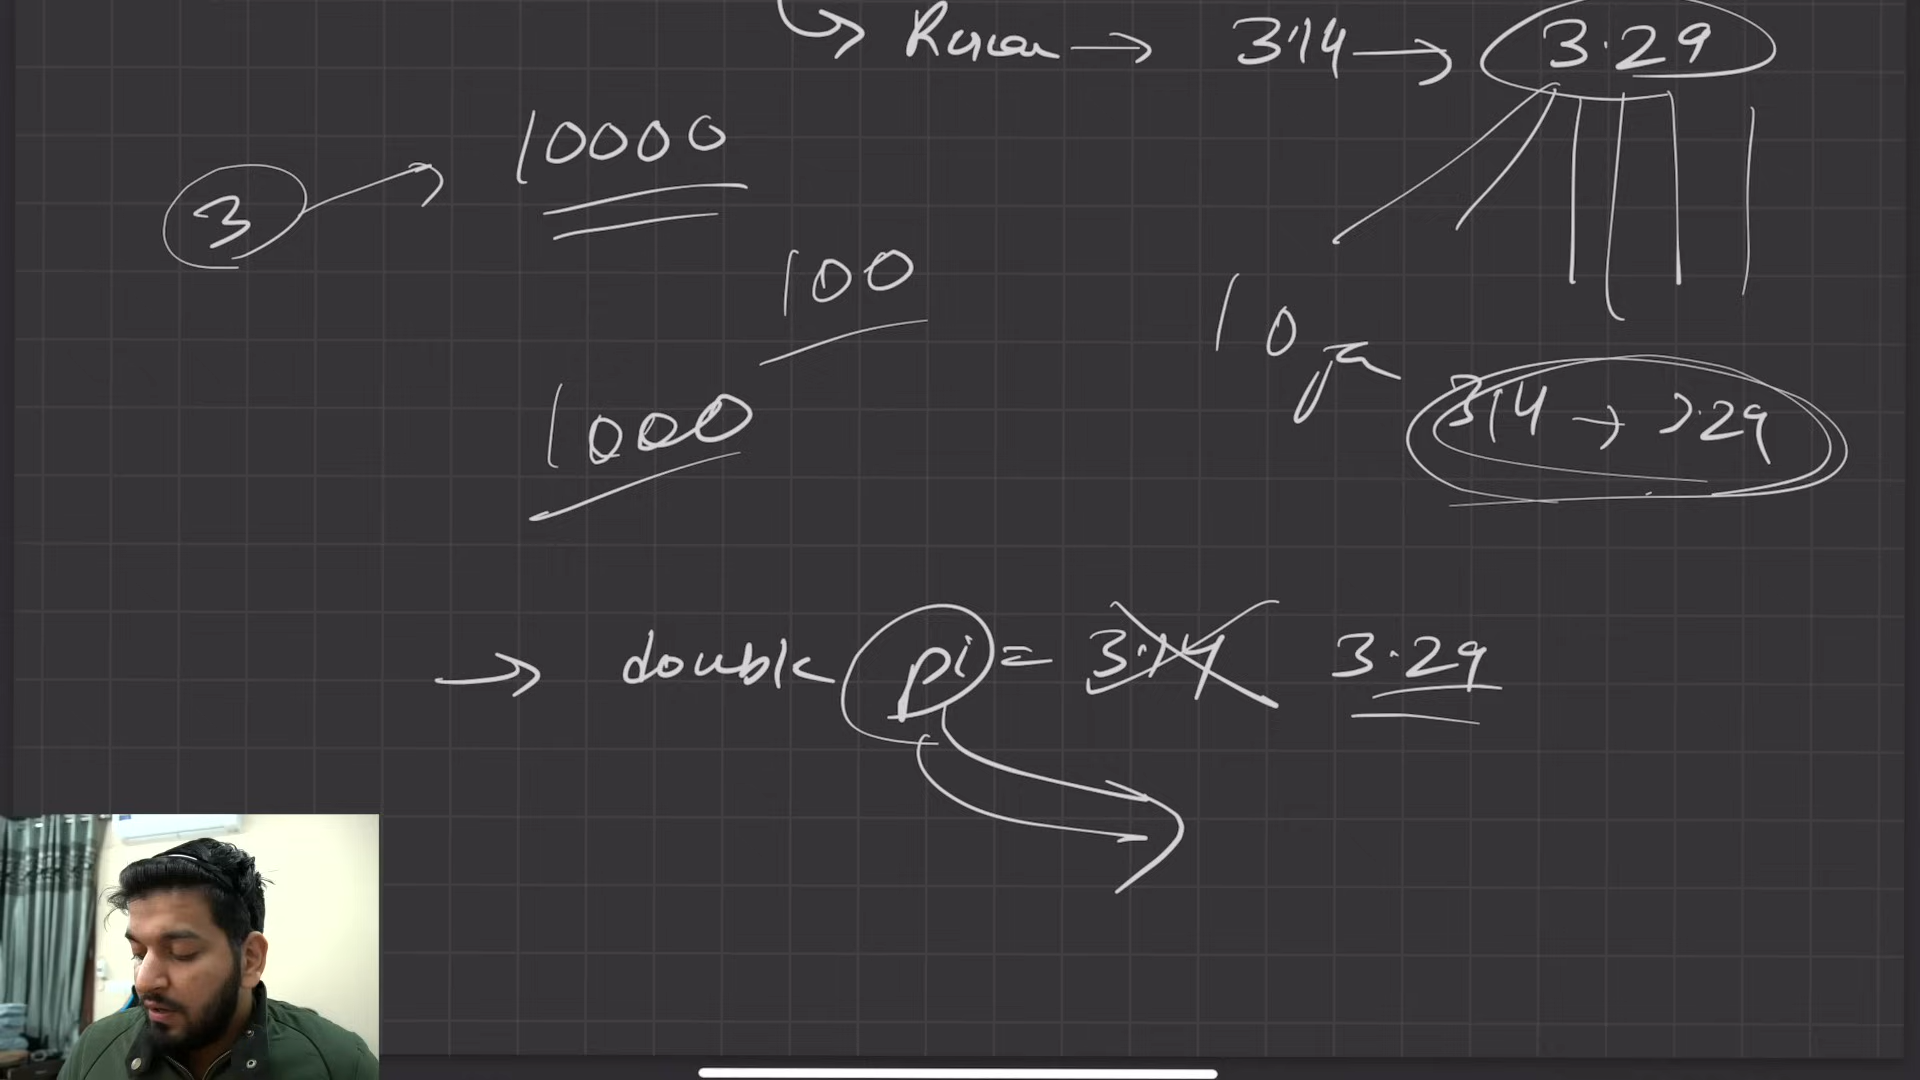 → 3.14 → 3.29
3 → 10000
100
10
1000
3.14 → 3.29
→ double pi = 3.14 3.29